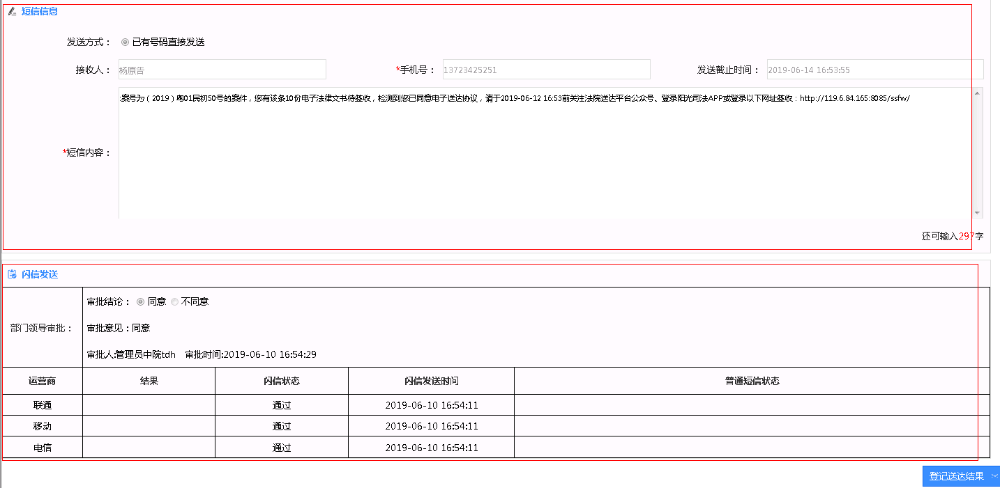 短信信息
发送方式： 已有号码直接发送
接收人： 杨原告 *手机号： 13723425251 发送截止时间： 2019-06-14 16:53:55
:案号为（2019）粤01民初50号的案件，您有该条10份电子法律文书待签收，检测到您已同意电子送达协议，请于2019-06-12 16:53前关注法院送达平台公众号、登录阳光司法APP或登录以下网址签收：http://119.6.84.165:8085/ssfw/
*短信内容：
还可输入297字
闪信发送
审批结论： 同意 不同意
部门领导审批： 审批意见：同意
审批人:管理员中院tdh 审批时间:2019-06-10 16:54:29
运营商 结果 闪信状态 闪信发送时间 普通短信状态
联通 通过 2019-06-10 16:54:11
移动 通过 2019-06-10 16:54:11
电信 通过 2019-06-10 16:54:11
登记送达结果